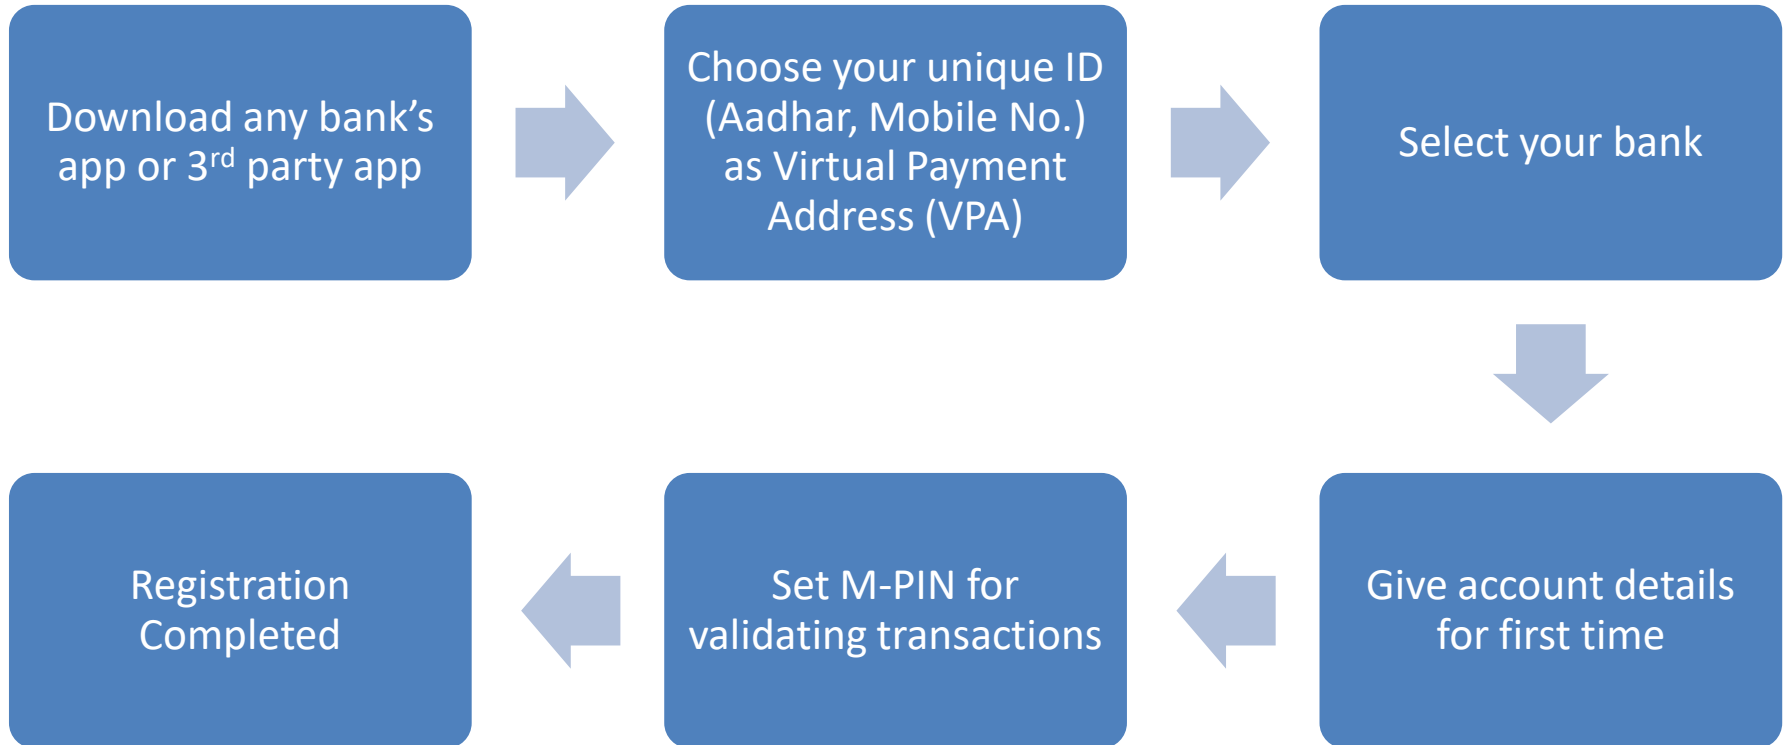 Download any bank’s
app or 3rd party app
Choose your unique ID
(Aadhar, Mobile No.)
as Virtual Payment
Address (VPA)
Select your bank
Give account details
for first time
Set M-PIN for
validating transactions
Registration
Completed